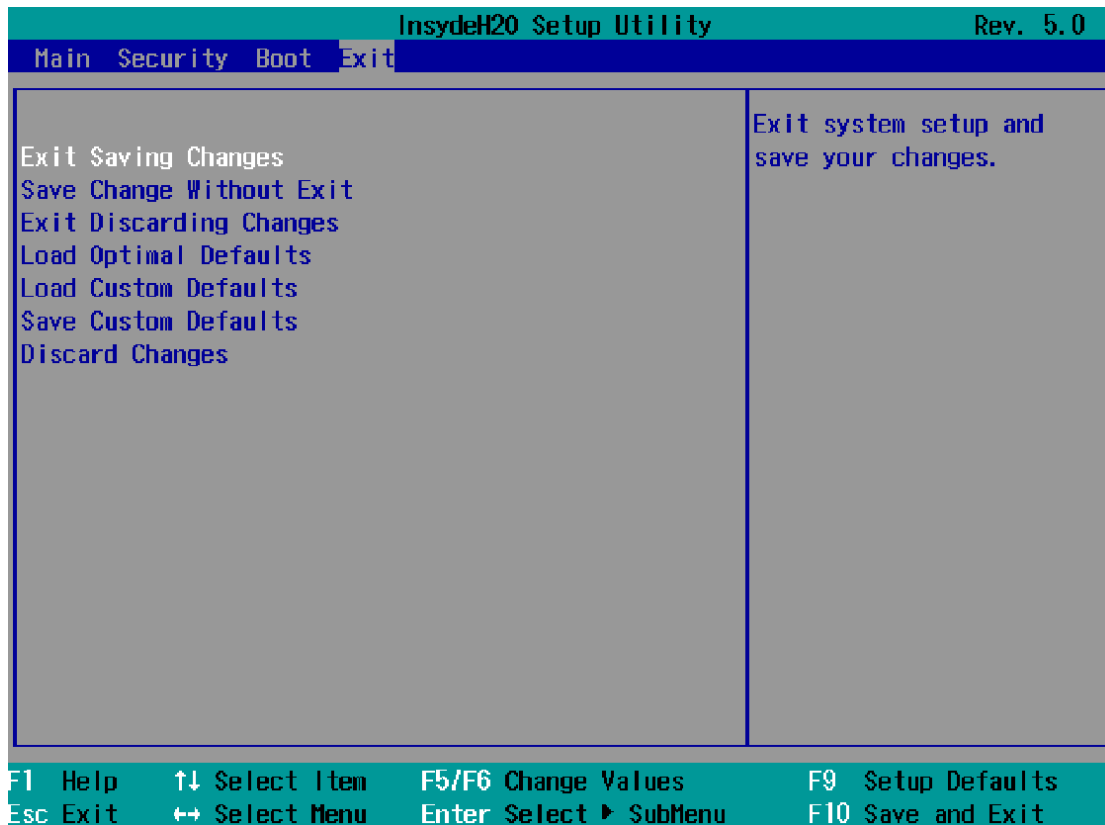 InsydeH20 Setup Utility Rev. 5.0
Main Security Boot Exit
Exit Saving Changes
Save Change Without Exit
Exit Discarding Changes
Load Optimal Defaults
Load Custom Defaults
Save Custom Defaults
Discard Changes
Exit system setup and
save your changes.
F1 Help ↑↓ Select Item F5/F6 Change Values F9 Setup Defaults
Esc Exit ←→ Select Menu Enter Select ▶ SubMenu F10 Save and Exit